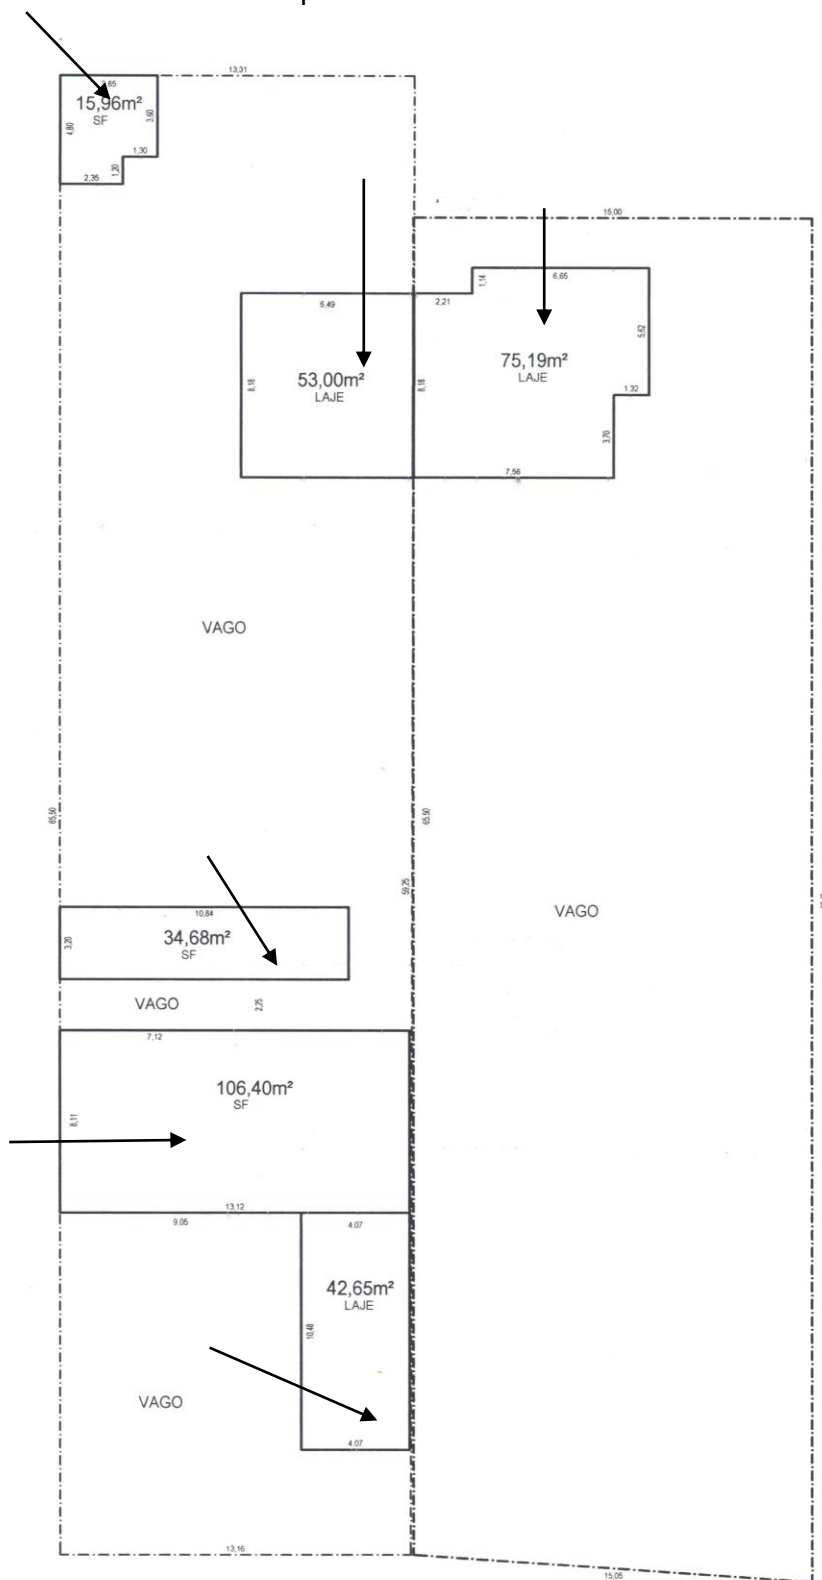 13,31
3,65
15,96m²
SF
4,80
3,60
1,30
1,20
2,35
15,00
1,14
6,65
6,49
2,21
5,62
53,00m²
LAJE
75,19m²
LAJE
8,18
8,18
1,32
3,70
7,56
VAGO
65,50
65,50
59,25
VAGO
10,84
34,68m²
SF
3,20
VAGO
2,25
7,12
106,40m²
SF
8,11
13,12
9,05
4,07
42,65m²
LAJE
10,48
VAGO
4,07
13,16
15,05